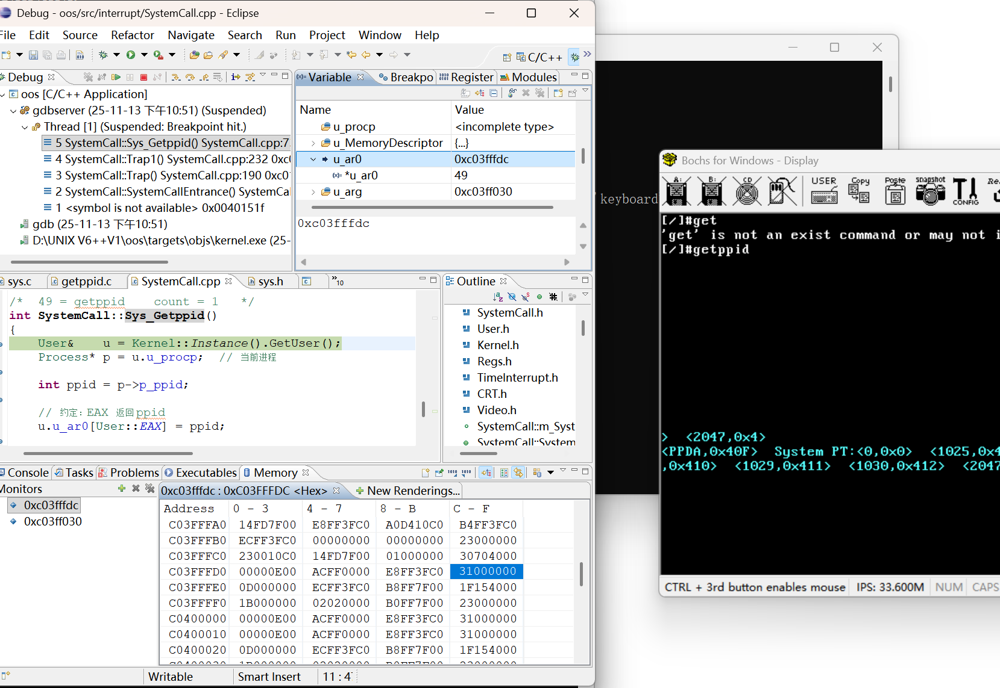 Debug - oos/src/interrupt/SystemCall.cpp - Eclipse
File Edit Source Refactor Navigate Search Run Project Window Help
C/C++
Debug
oos [C/C++ Application]
gdbserver (25-11-13 下午10:51) (Suspended)
Thread [1] (Suspended: Breakpoint hit.)
5 SystemCall::Sys_Getppid() SystemCall.cpp:7
4 SystemCall::Trap1() SystemCall.cpp:232 0xc
3 SystemCall::Trap() SystemCall.cpp:190 0xc0
2 SystemCall::SystemCallEntrance() SystemCa
1 <symbol is not available> 0x0040151f
gdb (25-11-13 下午10:51)
D:\UNIX V6++V1\oos\targets\objs\kernel.exe (25-
Variable Breakpo Register Modules
Name Value
u_procp <incomplete type>
u_MemoryDescriptor {...}
u_ar0 0xc03fffdc
*u_ar0 49
u_arg 0xc03ff030
0xc03fffdc
sys.c getppid.c SystemCall.cpp sys.h »10
/* 49 = getppid count = 1 */
int SystemCall::Sys_Getppid()
{
User& u = Kernel::Instance().GetUser();
Process* p = u.u_procp; // 当前进程
int ppid = p->p_ppid;
// 约定：EAX 返回ppid
u.u_ar0[User::EAX] = ppid;
Outline
SystemCall.h
User.h
Kernel.h
Regs.h
TimeInterrupt.h
CRT.h
Video.h
SystemCall::m_Syst
SystemCall::System
Console Tasks Problems Executables Memory
Monitors
0xc03fffdc
0xc03ff030
0xc03fffdc : 0xC03FFFDC <Hex> New Renderings...
Address 0 - 3 4 - 7 8 - B C - F
C03FFFA0 14FD7F00 E8FF3FC0 A0D410C0 B4FF3FC0
C03FFFB0 ECFF3FC0 00000000 00000000 23000000
C03FFFC0 230010C0 14FD7F00 01000000 30704000
C03FFFD0 00000E00 ACFF0000 E8FF3FC0 31000000
C03FFFE0 0D000000 ECFF3FC0 B8FF7F00 1F154000
C03FFFF0 1B000000 02020000 B0FF7F00 23000000
C0400000 00000E00 ACFF0000 E8FF3FC0 31000000
C0400010 00000E00 ACFF0000 E8FF3FC0 31000000
C0400020 0D000000 ECFF3FC0 B8FF7F00 1F154000
C0400030 1B000000 02020000 B0FF7F00 23000000
Writable Smart Insert 11 : 4
keyboard
Bochs for Windows - Display
A: B: CD USER Copy Paste snapshot CONFIG Re
[/]#get
'get' is not an exist command or may not i
[/]#getppid
> <2047,0x4>
<PPDA,0x40F> System PT:<0,0x0> <1025,0x4
,0x410> <1029,0x411> <1030,0x412> <2047
CTRL + 3rd button enables mouse IPS: 33.600M NUM CAPS